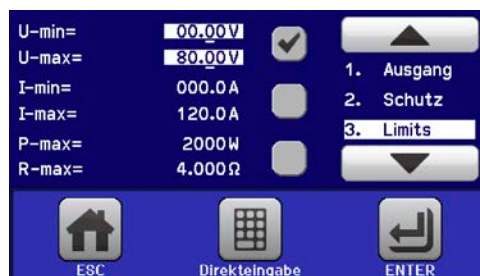 U-min= 00.00V
U-max= 80.00V
I-min= 000.0A
I-max= 120.0A
P-max= 2000W
R-max= 4.000Ω
1. Ausgang
2. Schutz
3. Limits
ESC
Direkteingabe
ENTER